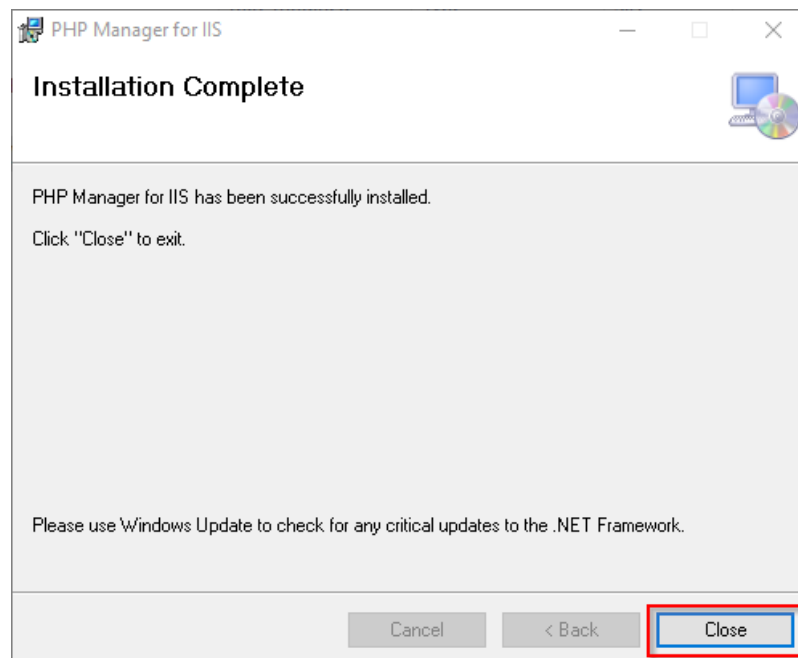 PHP Manager for IIS
Installation Complete
PHP Manager for IIS has been successfully installed.
Click "Close" to exit.
Please use Windows Update to check for any critical updates to the .NET Framework.
Cancel
< Back
Close